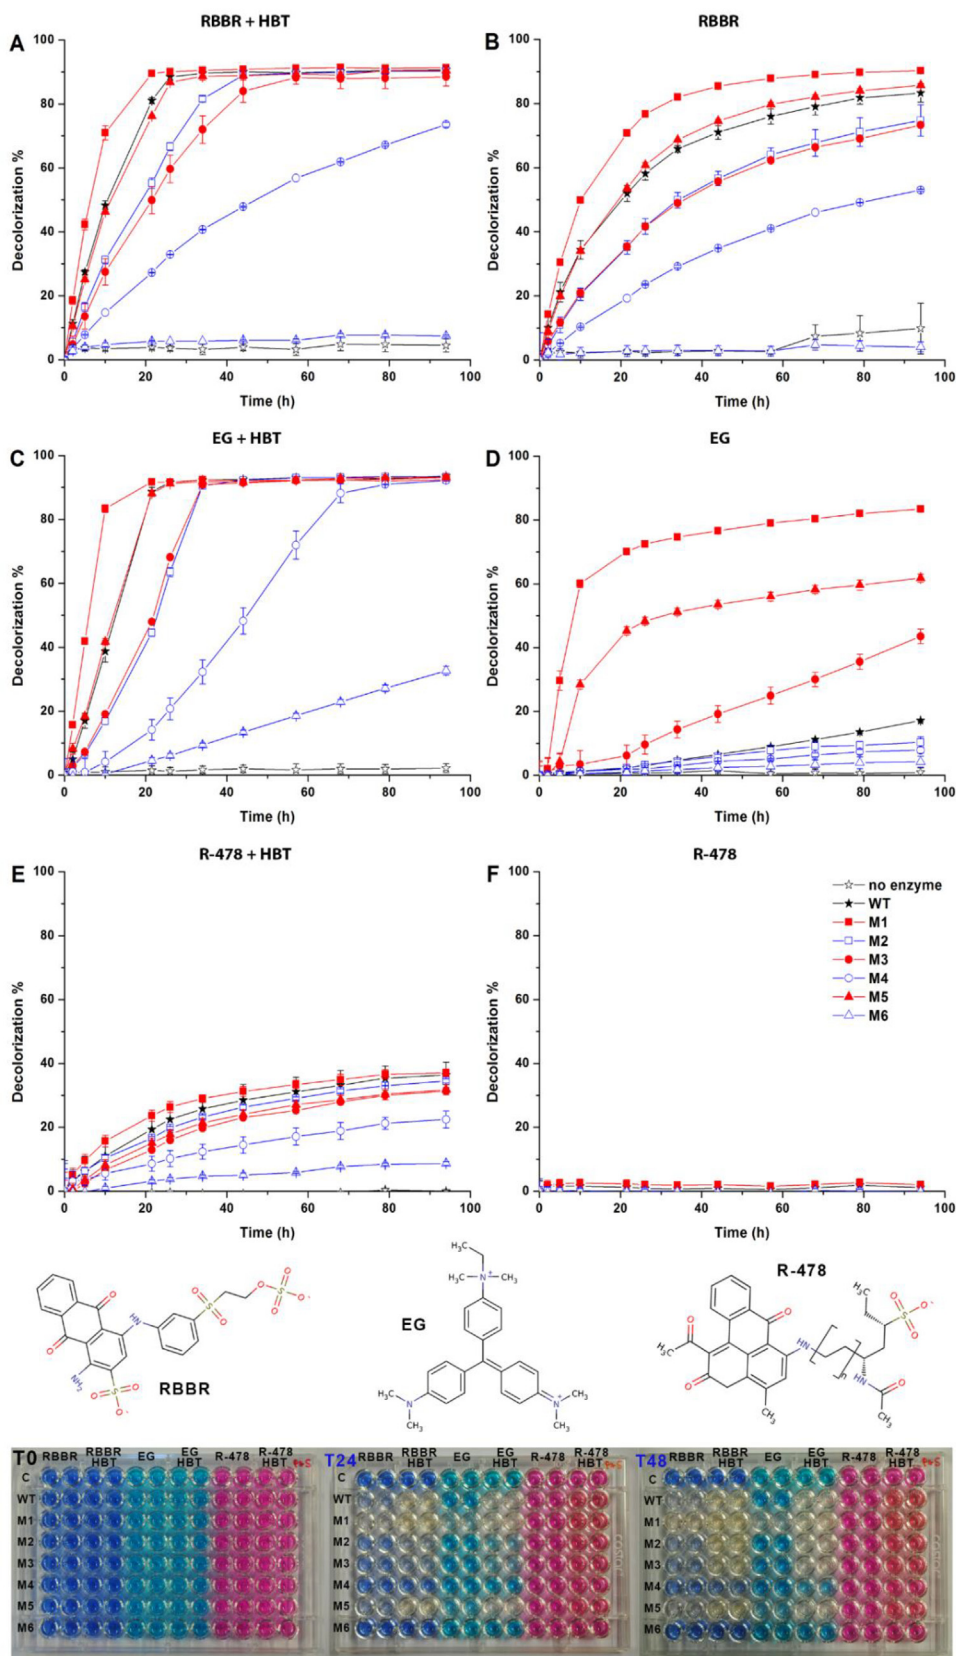 RBBR + HBT
A
Decolorization %
100
80
60
40
20
0
0 20 40 60 80 100
Time (h)
RBBR
B
Decolorization %
100
80
60
40
20
0
0 20 40 60 80 100
Time (h)
EG + HBT
C
Decolorization %
100
80
60
40
20
0
0 20 40 60 80 100
Time (h)
EG
D
Decolorization %
100
80
60
40
20
0
0 20 40 60 80 100
Time (h)
R-478 + HBT
E
Decolorization %
100
80
60
40
20
0
0 20 40 60 80 100
Time (h)
R-478
F
Decolorization %
100
80
60
40
20
0
0 20 40 60 80 100
Time (h)
no enzyme
WT
M1
M2
M3
M4
M5
M6
RBBR
EG
R-478
T0 RBBR RBBR HBT EG EG HBT R-478 R-478 HBT
C
WT
M1
M2
M3
M4
M5
M6
T24 RBBR RBBR HBT EG EG HBT R-478 R-478 HBT
C
WT
M1
M2
M3
M4
M5
M6
T48 RBBR RBBR HBT EG EG HBT R-478 R-478 HBT
C
WT
M1
M2
M3
M4
M5
M6